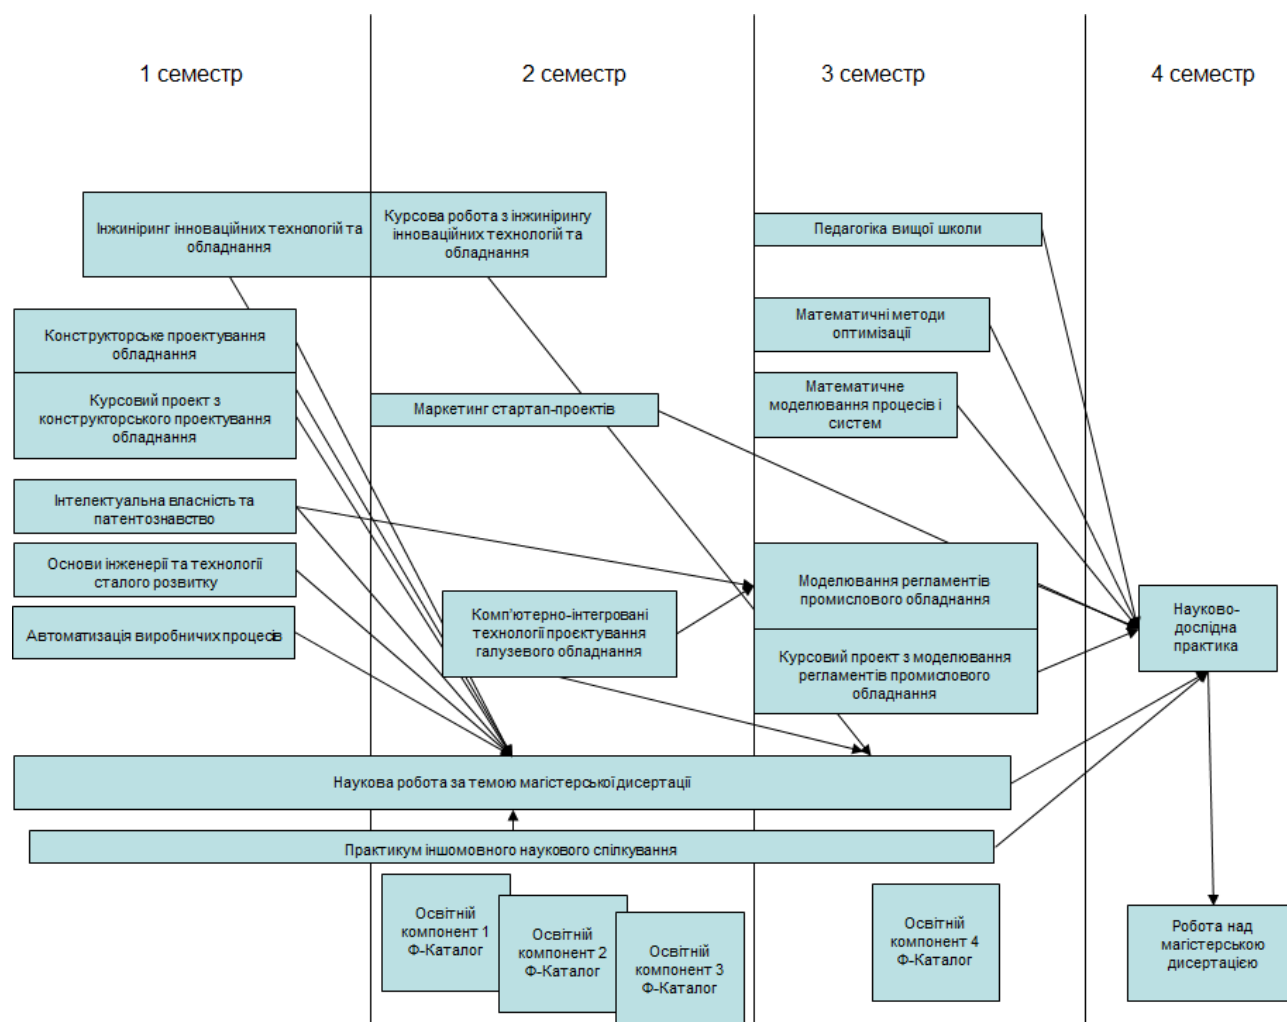 1 семестр
2 семестр
3 семестр
4 семестр
Інжиніринг інноваційних технологій та
обладнання
Курсова робота з інжинірингу
інноваційних технологій та
обладнання
Педагогіка вищої школи
Конструкторське проектування
обладнання
Математичні методи
оптимізації
Курсовий проект з
конструкторського проектування
обладнання
Маркетинг стартап-проектів
Математичне
моделювання процесів і
систем
Інтелектуальна власність та
патентознавство
Основи інженерії та технології
сталого розвитку
Автоматизація виробничих процесів
Комп'ютерно-інтегровані
технології проєктування
галузевого обладнання
Моделювання регламентів
промислового обладнання
Курсовий проект з моделювання
регламентів промислового
обладнання
Науково-
дослідна
практика
Наукова робота за темою магістерської дисертації
Практикум іншомовного наукового спілкування
Освітній
компонент 1
Ф-Каталог
Освітній
компонент 2
Ф-Каталог
Освітній
компонент 3
Ф-Каталог
Освітній
компонент 4
Ф-Каталог
Робота над
магістерською
дисертацією